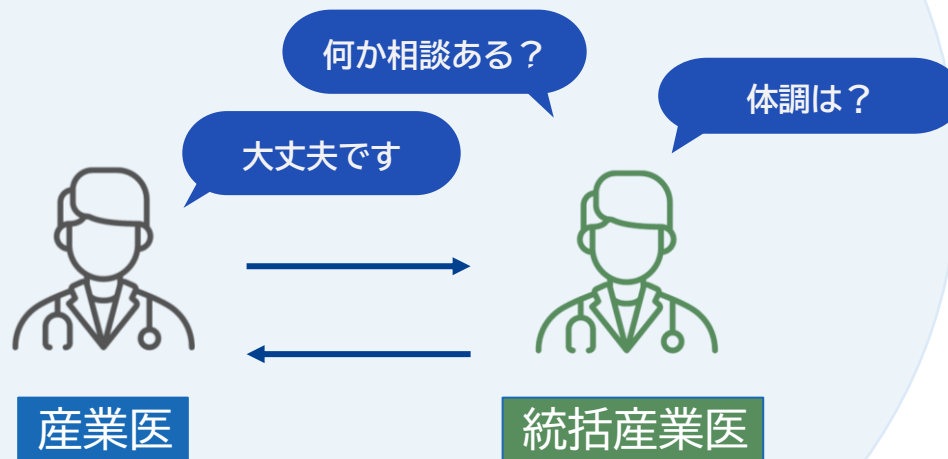 何か相談ある？
体調は？
大丈夫です
産業医
統括産業医